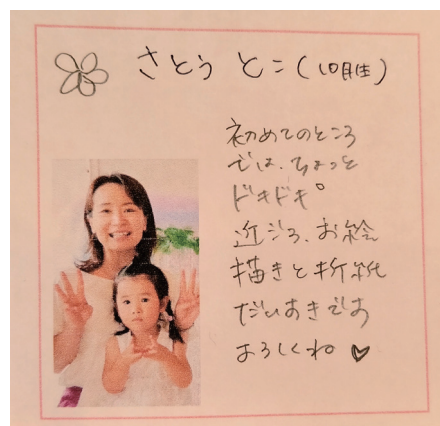 さとう とこ(10月生)
初めてのところ
では、ちょっと
ドキドキ。
近ごろ、お絵
描きと折紙
だいすきです
よろしくね♥